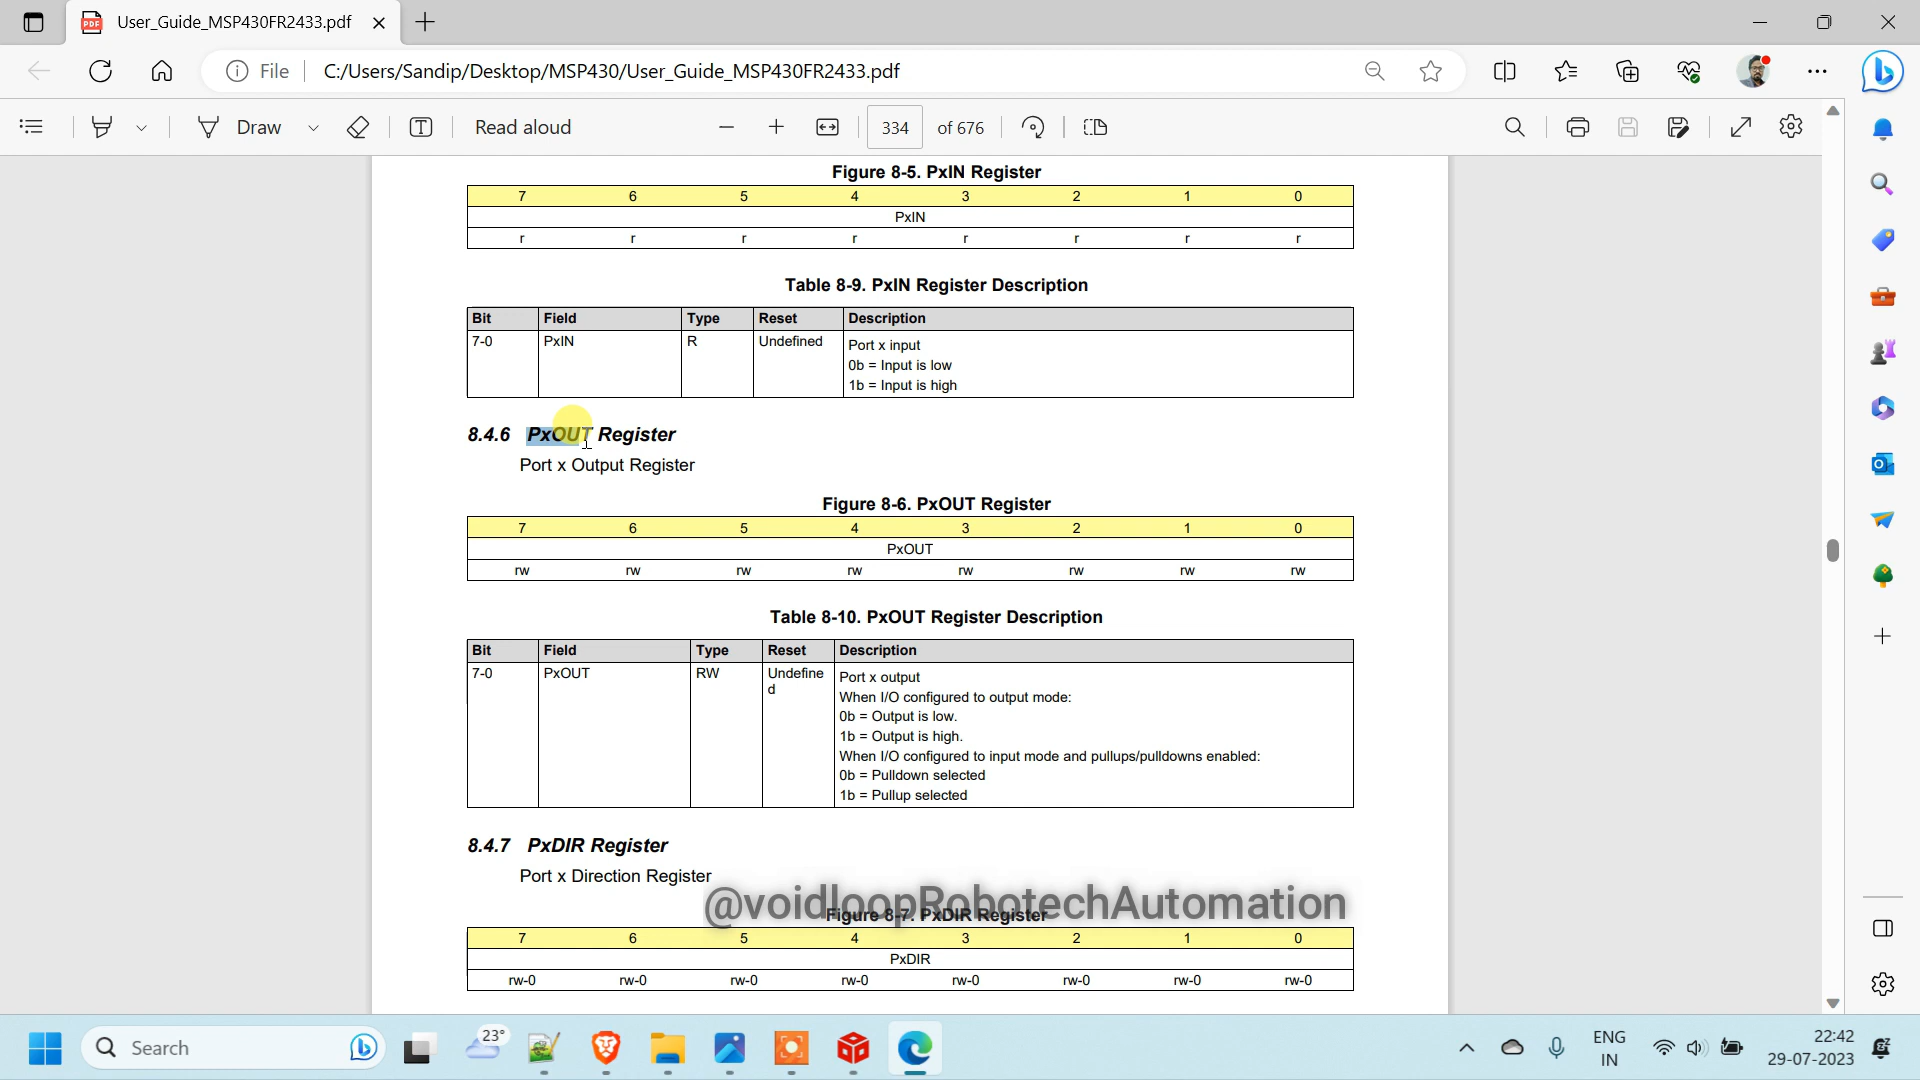 User_Guide_MSP430FR2433.pdf
File C:/Users/Sandip/Desktop/MSP430/User_Guide_MSP430FR2433.pdf
Draw Read aloud 334 of 676
Figure 8-5. PxIN Register
7 6 5 4 3 2 1 0
PxIN
r r r r r r r r
Table 8-9. PxIN Register Description
Bit Field Type Reset Description
7-0 PxIN R Undefined Port x input
0b = Input is low
1b = Input is high
8.4.6 PxOUT Register
Port x Output Register
Figure 8-6. PxOUT Register
7 6 5 4 3 2 1 0
PxOUT
rw rw rw rw rw rw rw rw
Table 8-10. PxOUT Register Description
Bit Field Type Reset Description
7-0 PxOUT RW Undefine
d
Port x output
When I/O configured to output mode:
0b = Output is low.
1b = Output is high.
When I/O configured to input mode and pullups/pulldowns enabled:
0b = Pulldown selected
1b = Pullup selected
8.4.7 PxDIR Register
Port x Direction Register
@voidloopRobotechAutomation
Figure 8-7. PxDIR Register
7 6 5 4 3 2 1 0
PxDIR
rw-0 rw-0 rw-0 rw-0 rw-0 rw-0 rw-0 rw-0
Search
23°
ENG
IN
22:42
29-07-2023